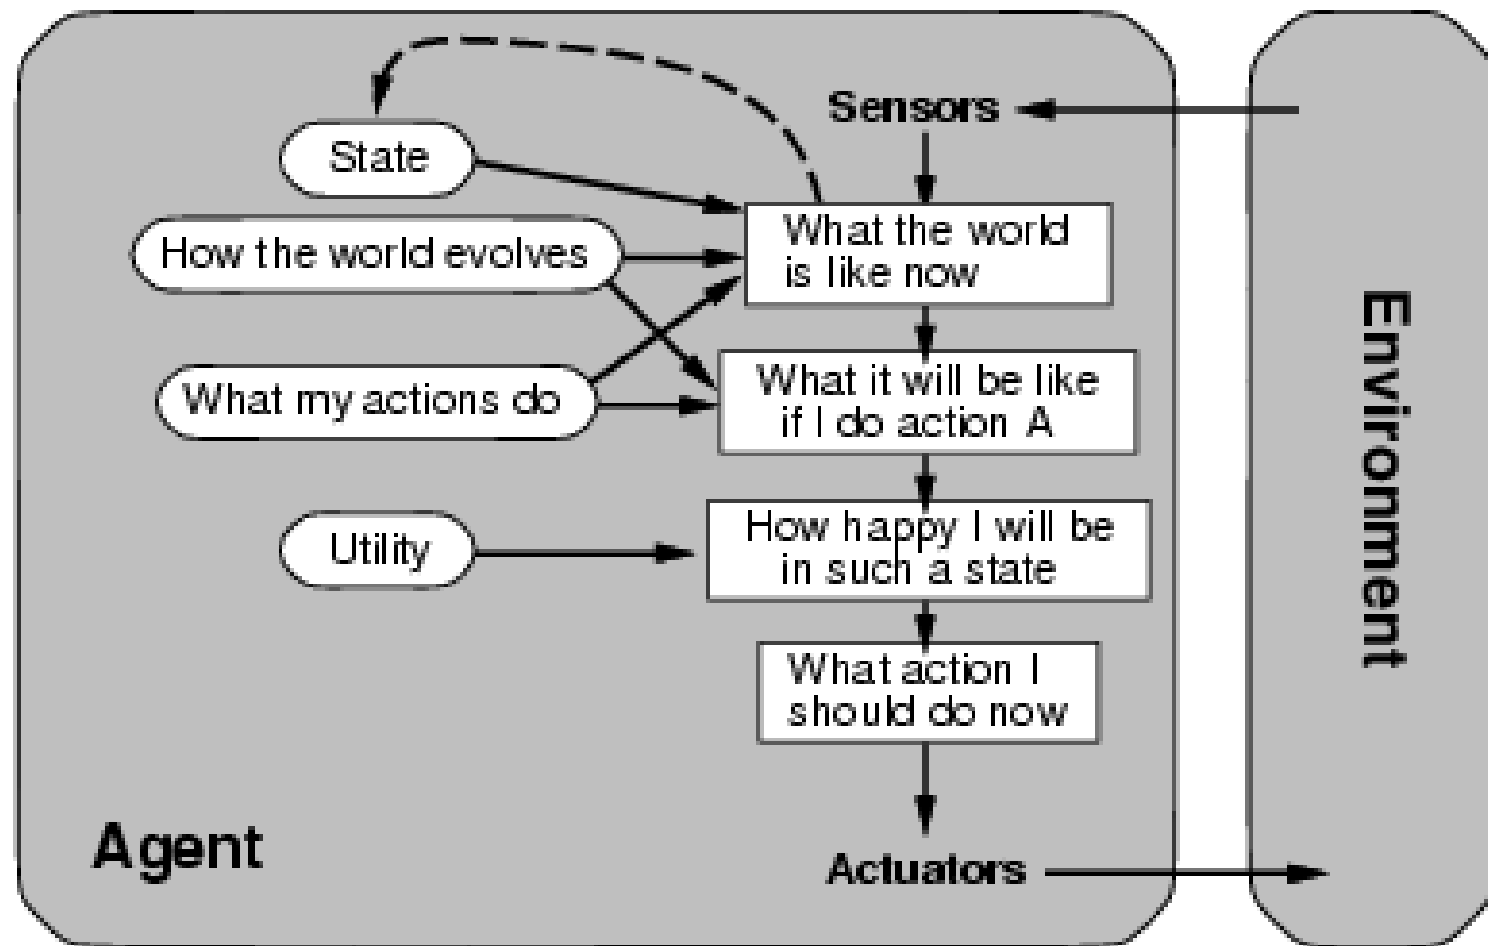 Sensors
State
What the world
is like now
How the world evolves
What it will be like
if I do action A
What my actions do
How happy I will be
in such a state
Utility
What action I
should do now
Agent
Actuators
Environment